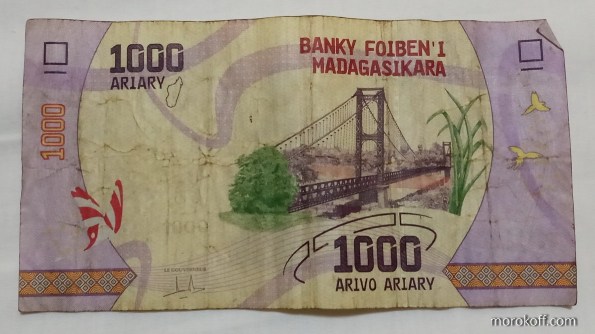 1000
ARIARY
BANKY FOIBEN'I
MADAGASIKARA
1000
1000
ARIVO ARIARY
morokoff.com